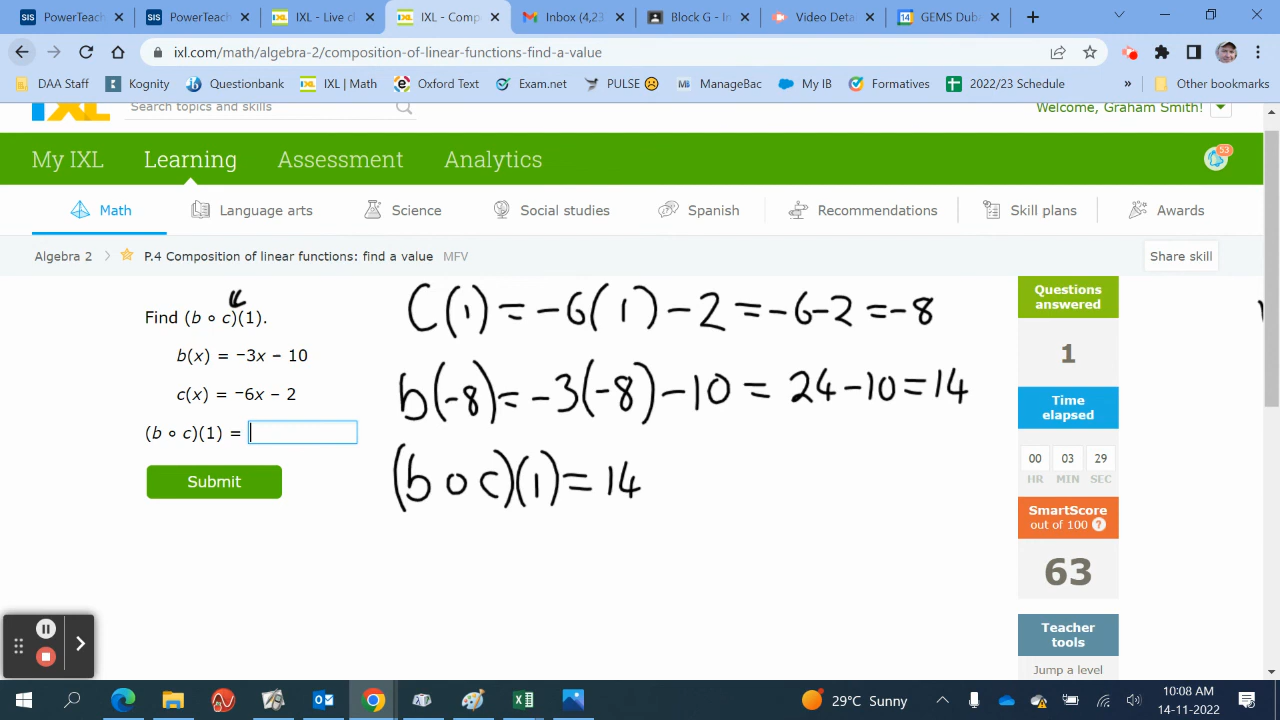 PowerTeach
PowerTeach
IXL - Live cl
IXL - Compo
Inbox (4,23
Block G - In
Video Beta
GEMS Dub
ixl.com/math/algebra-2/composition-of-linear-functions-find-a-value
DAA Staff
Kognity
Questionbank
IXL | Math
Oxford Text
Exam.net
PULSE
ManageBac
My IB
Formatives
2022/23 Schedule
»
Other bookmarks
IXL
Search topics and skills
Welcome, Graham Smith!
My IXL
Learning
Assessment
Analytics
53
Math
Language arts
Science
Social studies
Spanish
Recommendations
Skill plans
Awards
Algebra 2
P.4 Composition of linear functions: find a value
MFV
Share skill
Find (b ∘ c)(1).
b(x) = −3x − 10
c(x) = −6x − 2
(b ∘ c)(1) =
Submit
C(1) = -6(1) - 2 = -6-2 = -8
b(-8) = -3(-8) - 10 = 24 - 10 = 14
(b o c)(1) = 14
Questions answered
1
Time elapsed
00 03 29
HR MIN SEC
SmartScore
out of 100 ?
63
Teacher tools
Jump a level
29°C Sunny
10:08 AM
14-11-2022